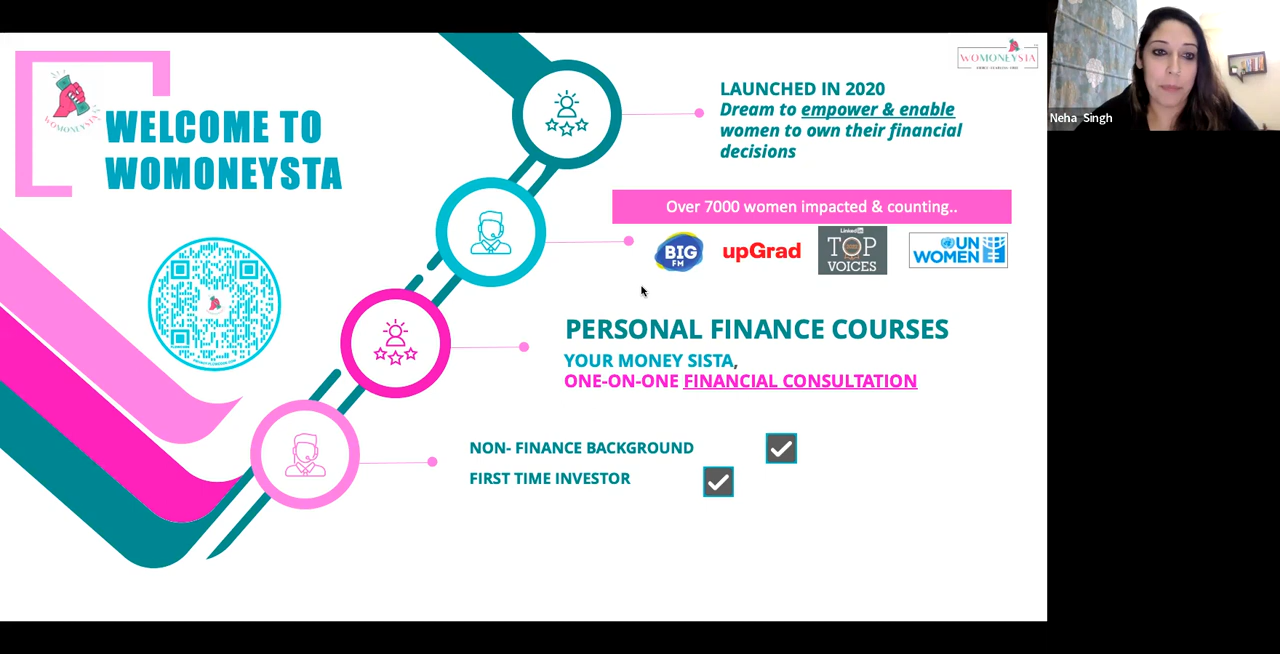 WOMONEYSTA
WELCOME TO
WOMONEYSTA
LAUNCHED IN 2020
Dream to empower & enable
women to own their financial
decisions
WOMONEYSTA
Neha Singh
Over 7000 women impacted & counting..
BIG
FM
upGrad
LinkedIn
TOP
VOICES
UN
WOMEN
PERSONAL FINANCE COURSES
YOUR MONEY SISTA,
ONE-ON-ONE FINANCIAL CONSULTATION
NON- FINANCE BACKGROUND
FIRST TIME INVESTOR